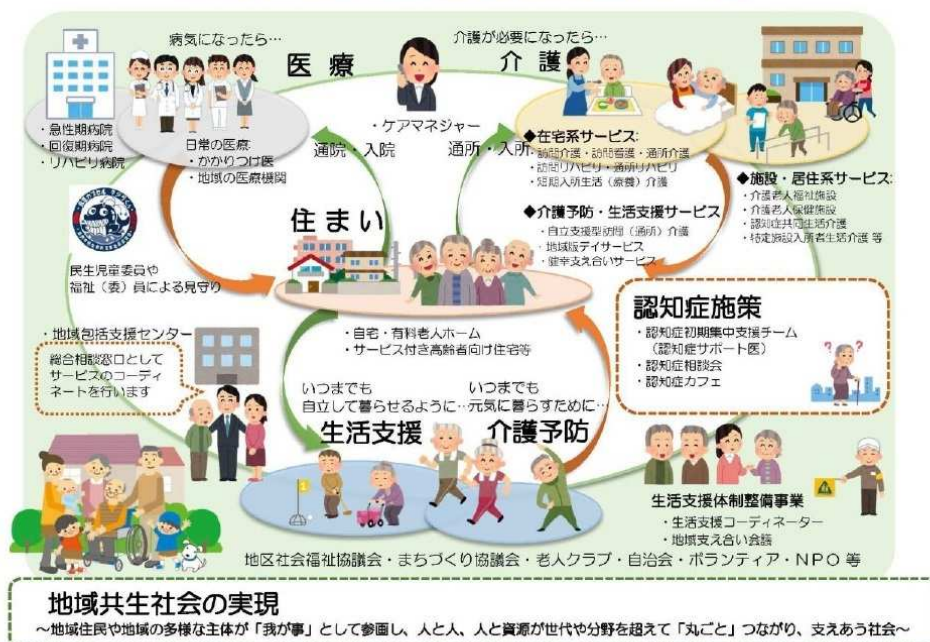 病気になったら…
介護が必要になったら…
医療
介護
・急性期病院
・回復期病院
・リハビリ病院
日常の医療:
・かかりつけ医
・地域の医療機関
・ケアマネジャー
通院・入院
通所・入所
◆在宅系サービス:
・訪問介護・訪問看護・通所介護
・訪問リハビリ・通所リハビリ
・短期入所生活（療養）介護
◆介護予防・生活支援サービス
・自立支援型訪問（通所）介護
・地域版デイサービス
・健幸支え合いサービス
◆施設・居住系サービス:
・介護老人福祉施設
・介護老人保健施設
・認知症共同生活介護
・特定施設入所者生活介護 等
住まい
民生児童委員や
福祉（委）員による見守り
・自宅・有料老人ホーム
・サービス付き高齢者向け住宅等
認知症施策
・認知症初期集中支援チーム
（認知症サポート医）
・認知症相談会
・認知症カフェ
・地域包括支援センター
総合相談窓口として
サービスのコーディ
ネートを行います
いつまでも
自立して暮らせるように…
いつまでも
元気に暮らすために…
生活支援
介護予防
生活支援体制整備事業
・生活支援コーディネーター
・地域支え合い会議
地区社会福祉協議会・まちづくり協議会・老人クラブ・自治会・ボランティア・NPO 等
地域共生社会の実現
～地域住民や地域の多様な主体が「我が事」として参画し、人と人、人と資源が世代や分野を超えて「丸ごと」つながり、支えあう社会～